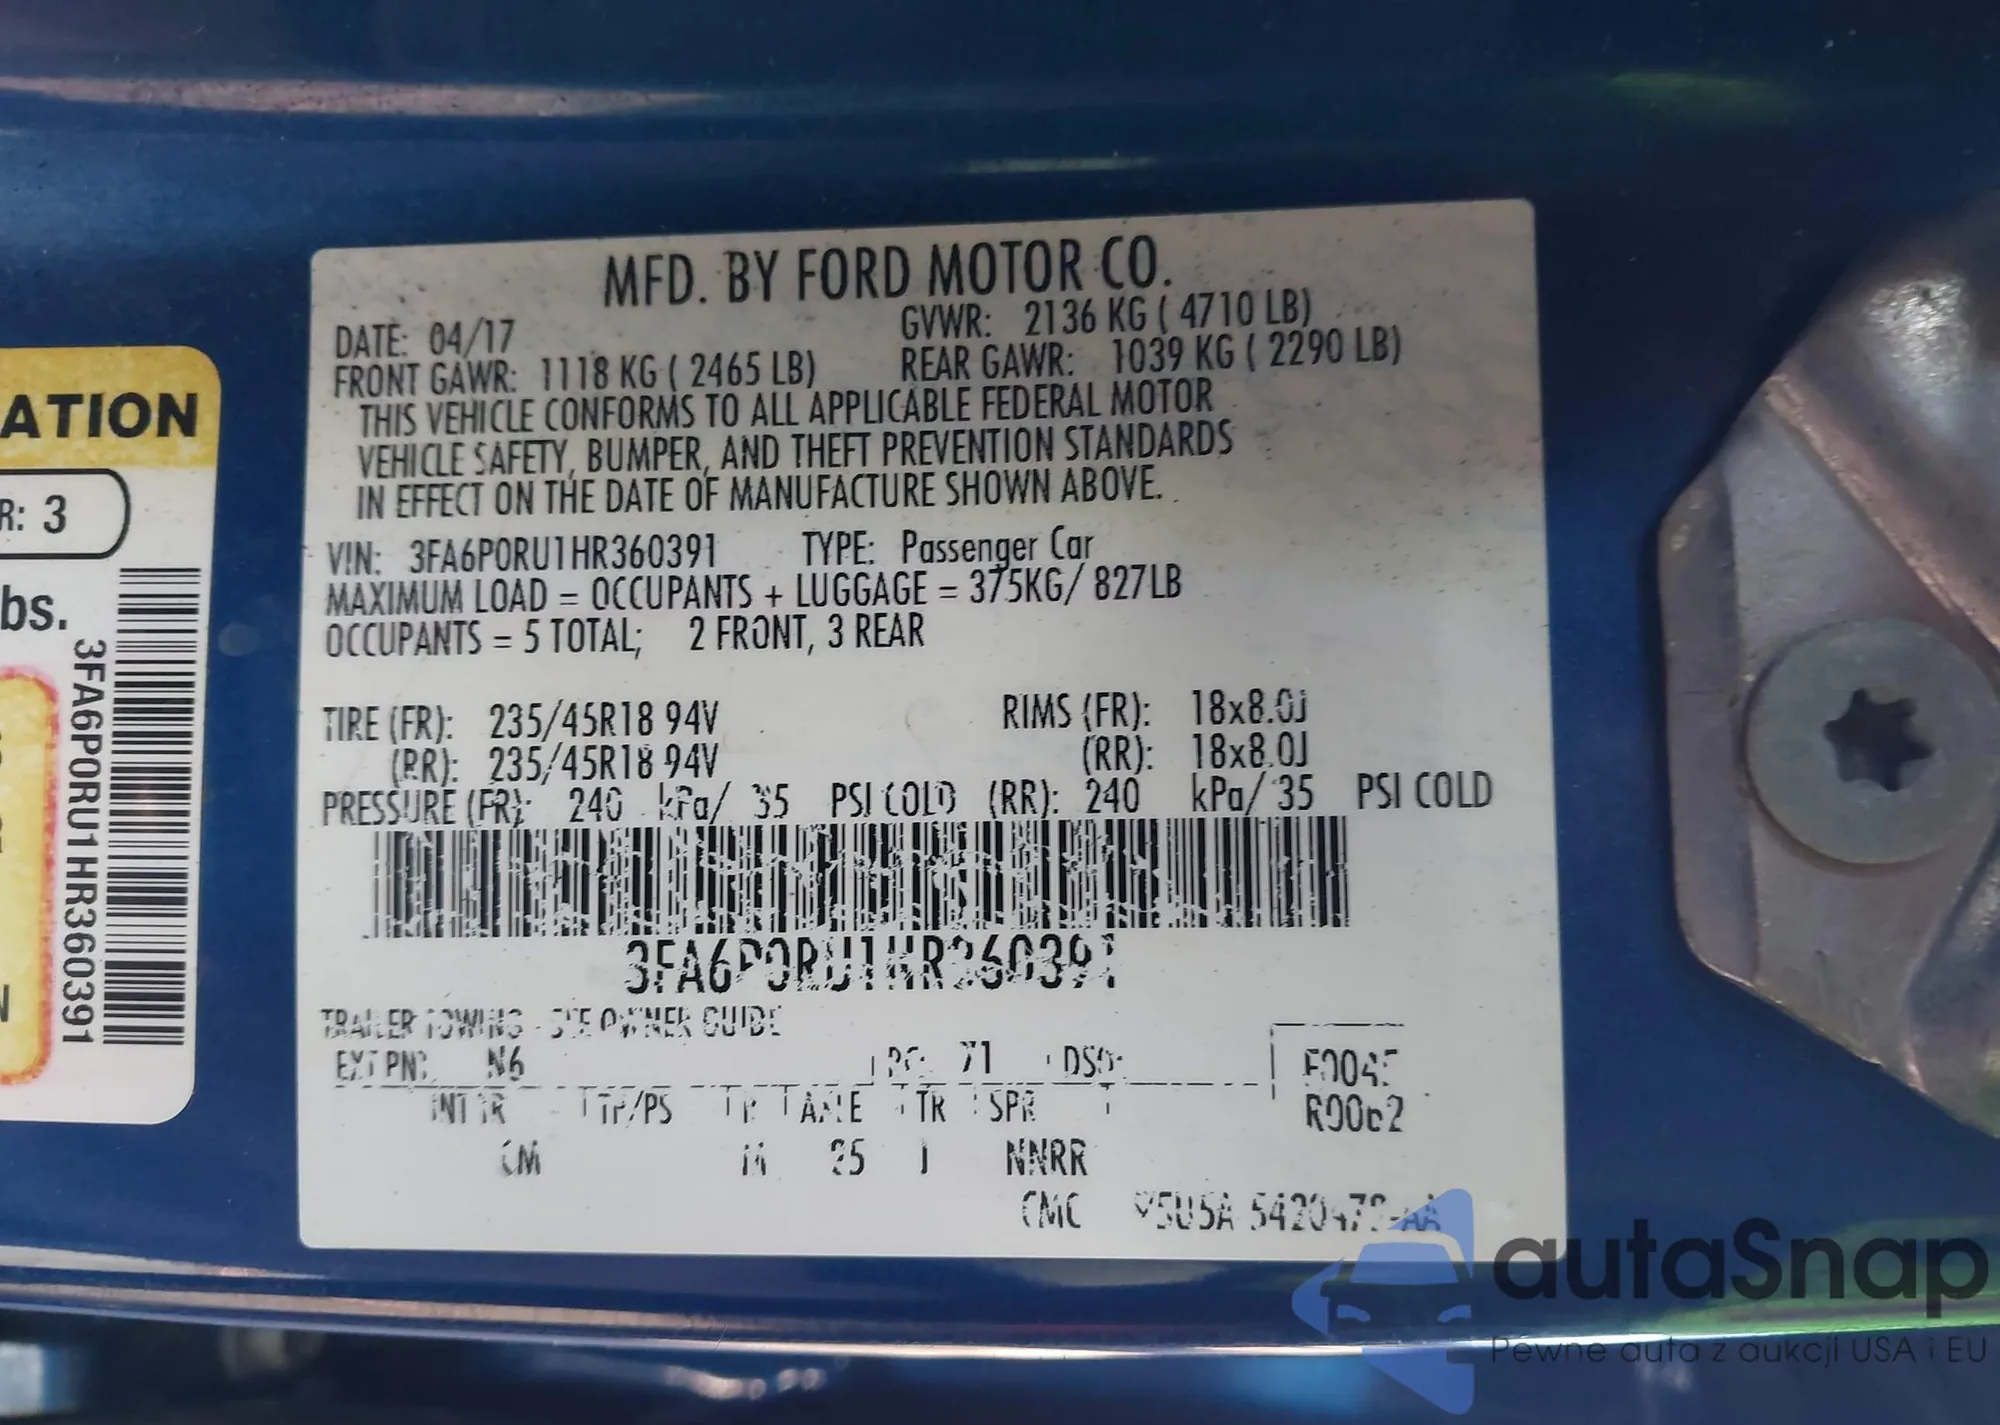 MFD. BY FORD MOTOR CO.
DATE: 04/17 GVWR: 2136 KG ( 4710 LB)
FRONT GAWR: 1118 KG ( 2465 LB) REAR GAWR: 1039 KG ( 2290 LB)
THIS VEHICLE CONFORMS TO ALL APPLICABLE FEDERAL MOTOR
VEHICLE SAFETY, BUMPER, AND THEFT PREVENTION STANDARDS
IN EFFECT ON THE DATE OF MANUFACTURE SHOWN ABOVE.
VIN: 3FA6P0RU1HR360391 TYPE: Passenger Car
MAXIMUM LOAD = OCCUPANTS + LUGGAGE = 375KG/ 827LB
OCCUPANTS = 5 TOTAL; 2 FRONT, 3 REAR
TIRE (FR): 235/45R18 94V RIMS (FR): 18x8.0J
(RR): 235/45R18 94V (RR): 18x8.0J
PRESSURE (FR): 240 kPa/ 35 PSI COLD (RR): 240 kPa/ 35 PSI COLD
3FA6P0RU1HR360391
TRAILER TOWING - SEE OWNER GUIDE
EXT PNT: N6 RC: 71 DSO:
INT TR TP/PS R AXLE TR SPR
NNRR
CMC
ATION
R: 3
bs.
3FA6P0RU1HR360391
autaSnap
Pewne auta z aukcji USA i EU